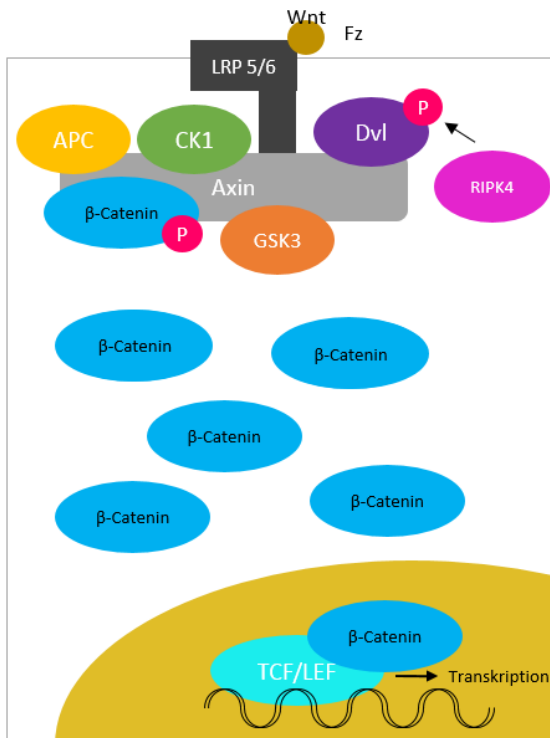 Wnt
Fz
LRP 5/6
P
Dvl
APC
CK1
RIPK4
Axin
β-Catenin
P
GSK3
β-Catenin
β-Catenin
β-Catenin
β-Catenin
β-Catenin
β-Catenin
TCF/LEF
Transkription